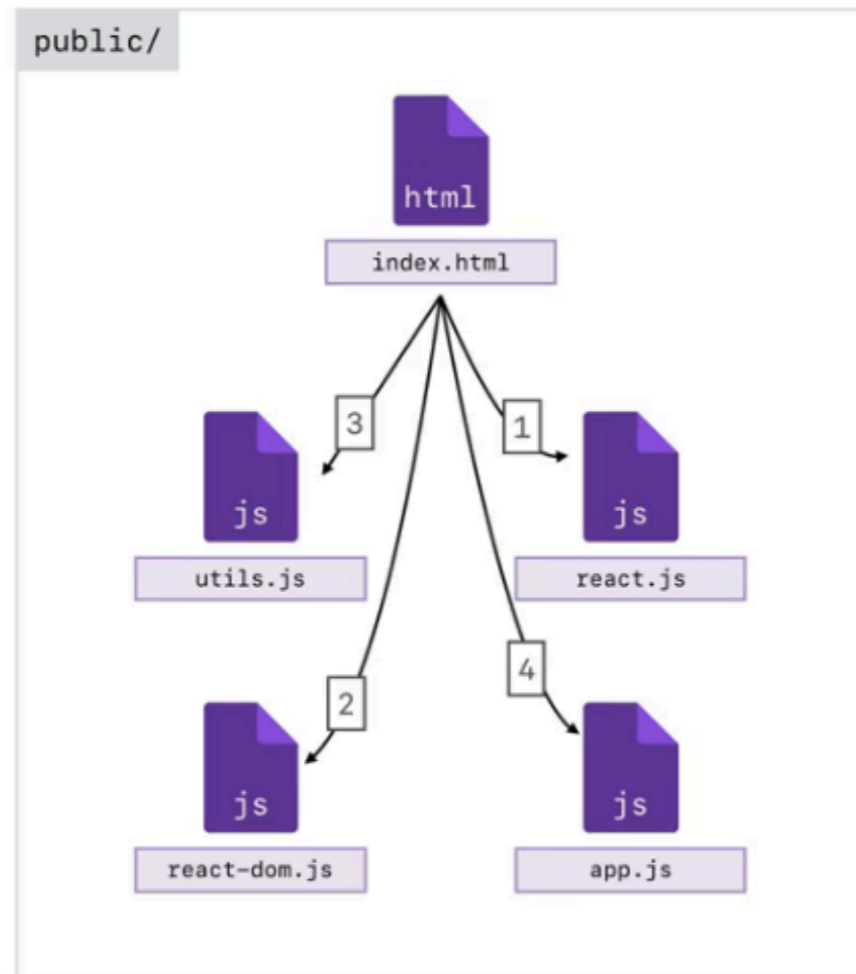 public/
html
index.html
3
1
js
js
utils.js
react.js
4
2
js
js
react-dom.js
app.js